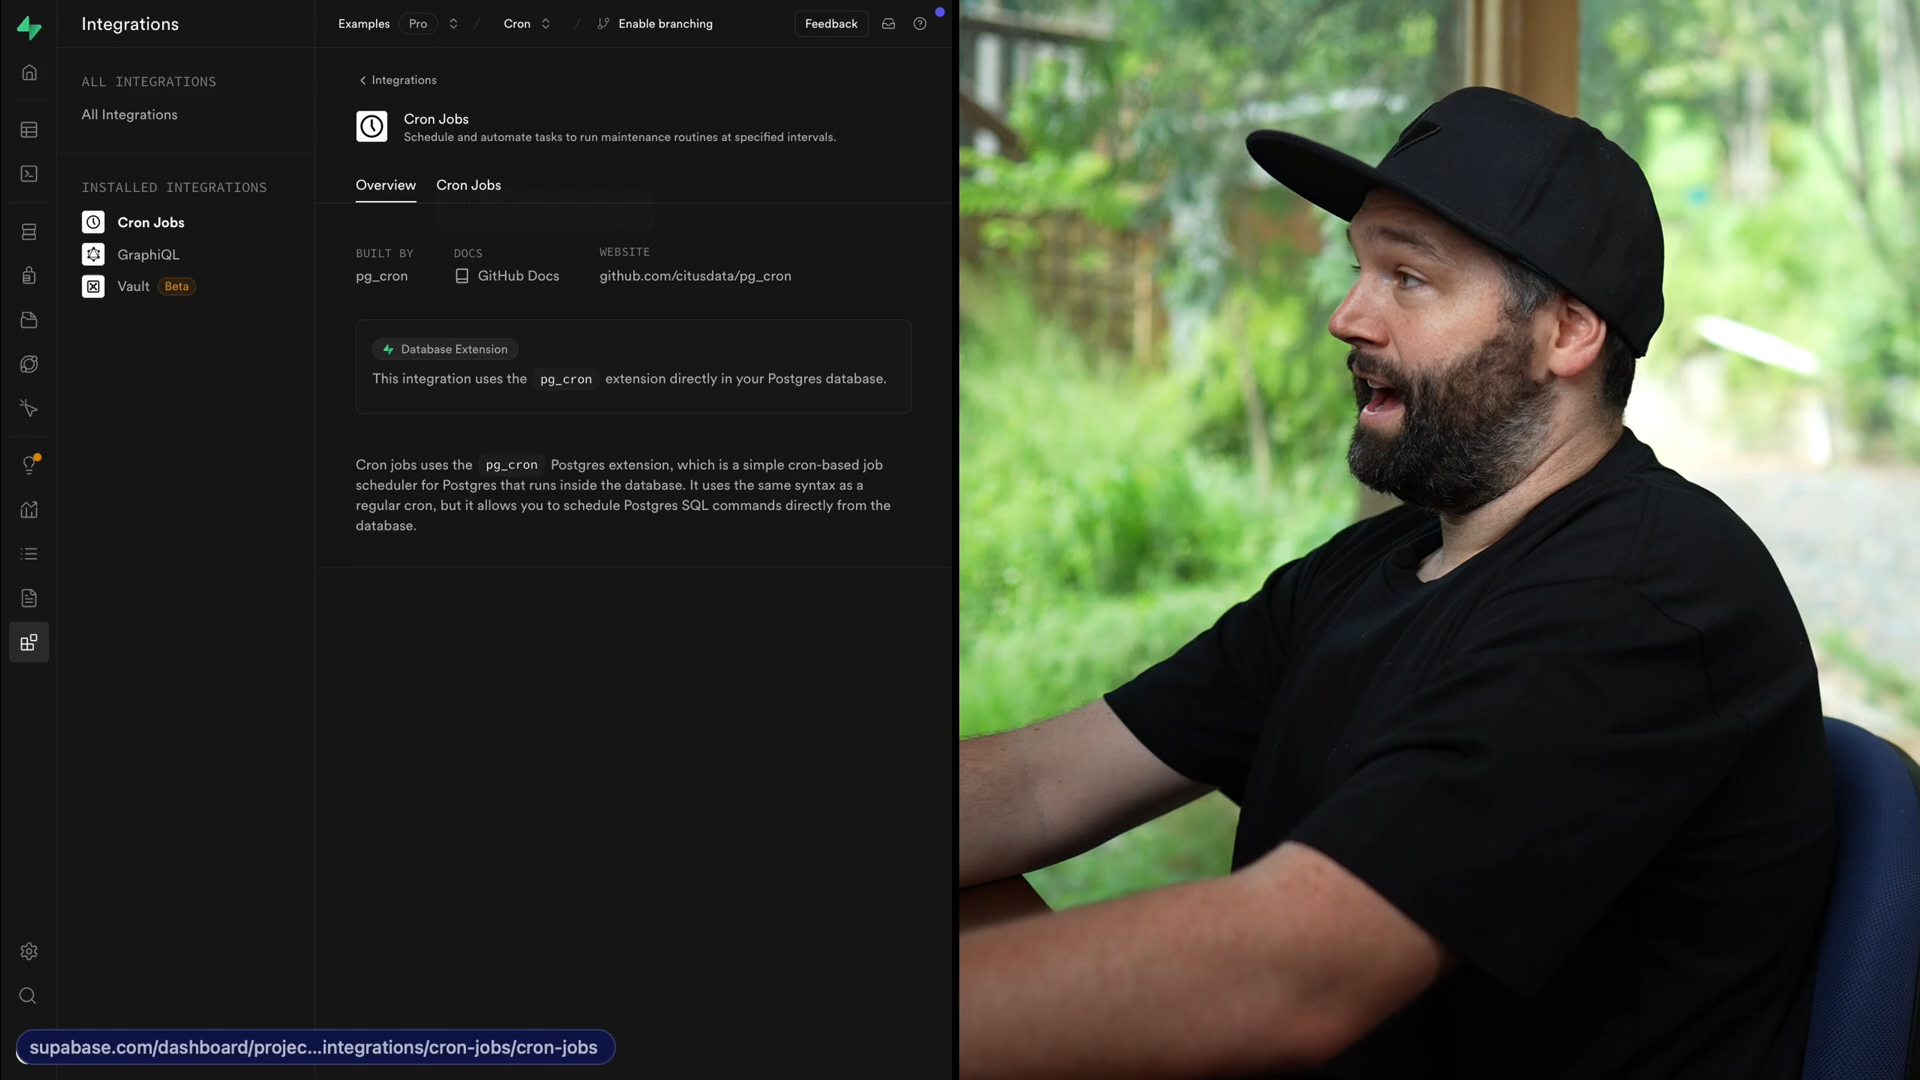 Integrations
Examples Pro / Cron / Enable branching
Feedback
ALL INTEGRATIONS
All Integrations
INSTALLED INTEGRATIONS
Cron Jobs
GraphiQL
Vault Beta
Integrations
Cron Jobs
Schedule and automate tasks to run maintenance routines at specified intervals.
Overview Cron Jobs
BUILT BY
pg_cron
DOCS
GitHub Docs
WEBSITE
github.com/citusdata/pg_cron
Database Extension
This integration uses the pg_cron extension directly in your Postgres database.
Cron jobs uses the pg_cron Postgres extension, which is a simple cron-based job
scheduler for Postgres that runs inside the database. It uses the same syntax as a
regular cron, but it allows you to schedule Postgres SQL commands directly from the
database.
supabase.com/dashboard/projec...integrations/cron-jobs/cron-jobs